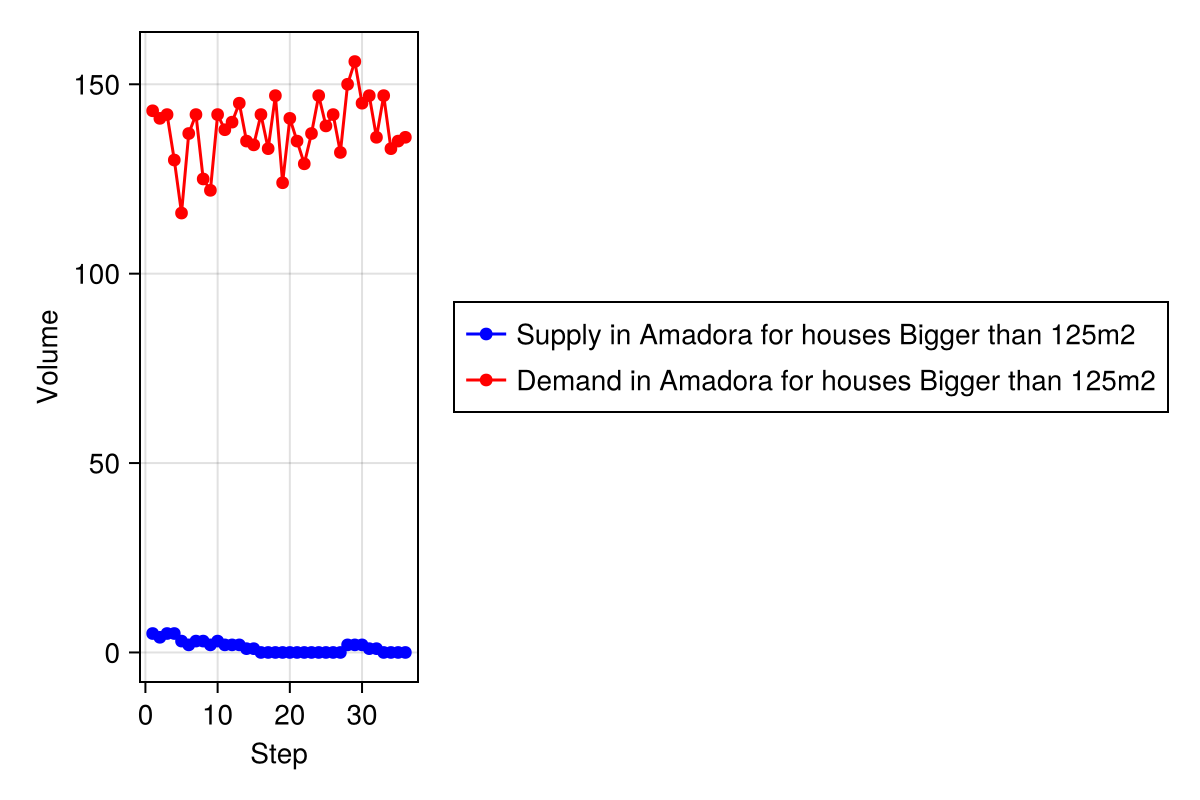 Volume
150
100
50
0
0 10 20 30
Step
Supply in Amadora for houses Bigger than 125m2
Demand in Amadora for houses Bigger than 125m2